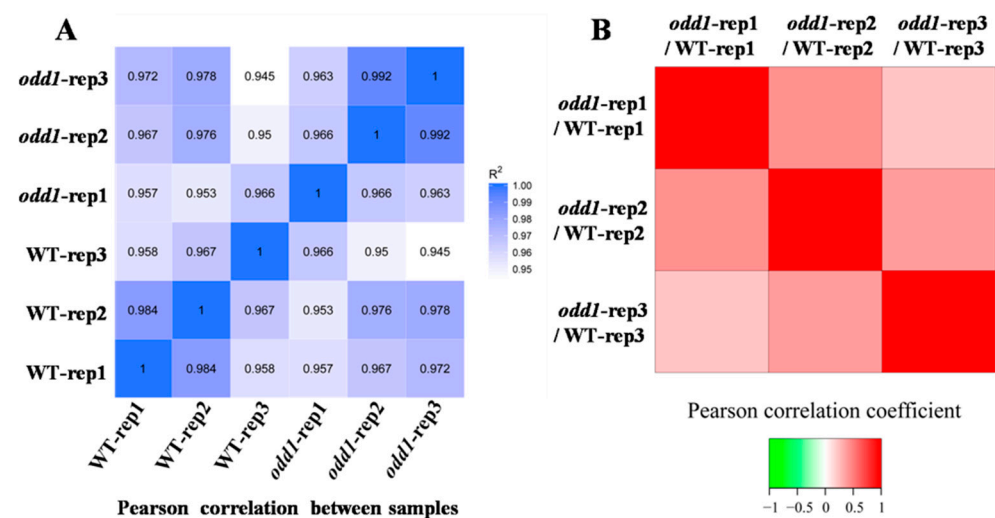 A
odd1-rep3 0.972 0.978 0.945 0.963 0.992 1
odd1-rep2 0.967 0.976 0.95 0.966 1 0.992
odd1-rep1 0.957 0.953 0.966 1 0.966 0.963
WT-rep3 0.958 0.967 1 0.966 0.95 0.945
WT-rep2 0.984 1 0.967 0.953 0.976 0.978
WT-rep1 1 0.984 0.958 0.957 0.967 0.972
WT-rep1 WT-rep2 WT-rep3 odd1-rep1 odd1-rep2 odd1-rep3
Pearson correlation between samples
R²
1.00
0.99
0.98
0.97
0.96
0.95
B
odd1-rep1 odd1-rep2 odd1-rep3
/ WT-rep1 / WT-rep2 / WT-rep3
odd1-rep1
/ WT-rep1
odd1-rep2
/ WT-rep2
odd1-rep3
/ WT-rep3
Pearson correlation coefficient
−1 −0.5 0 0.5 1